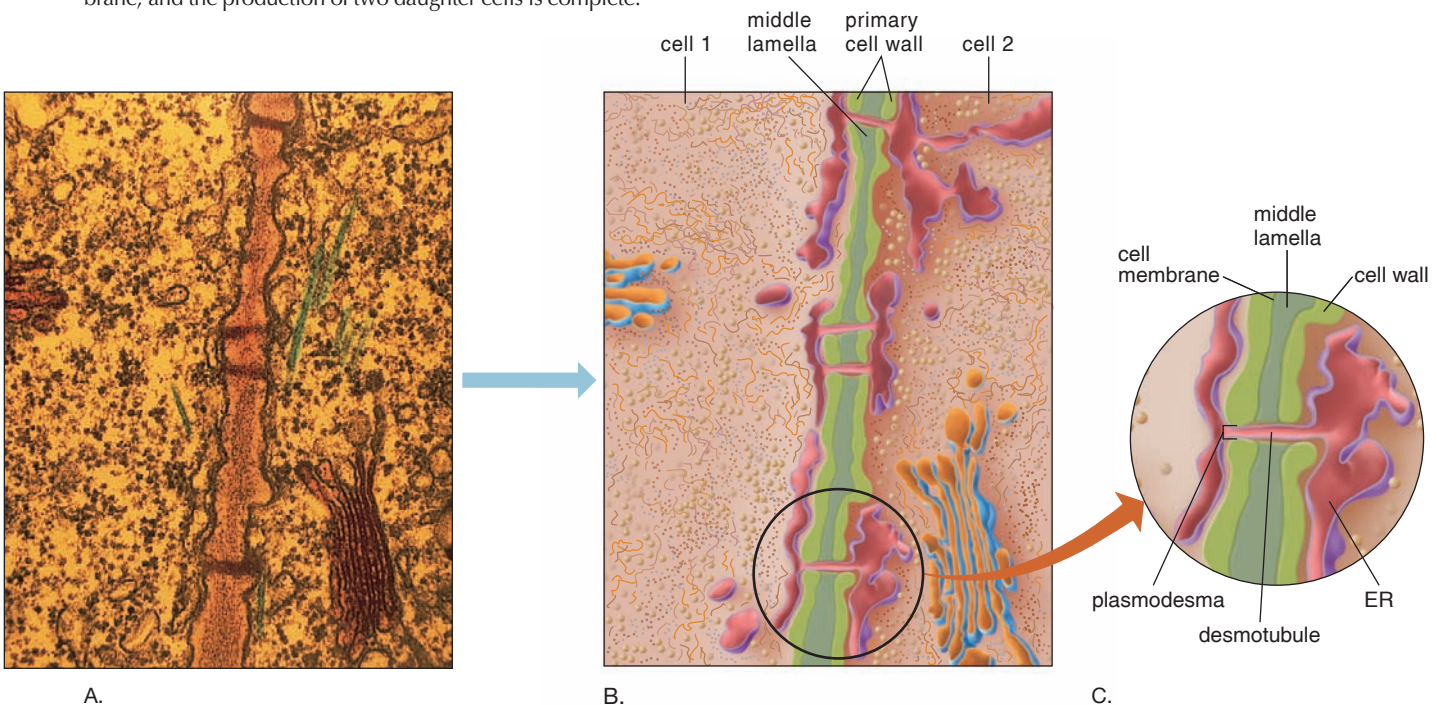 brane, and the production of two daughter cells is complete.
cell 1
middle
lamella
primary
cell wall
cell 2
middle
lamella
cell
membrane
cell wall
plasmodesma
desmotubule
ER
A.
B.
C.